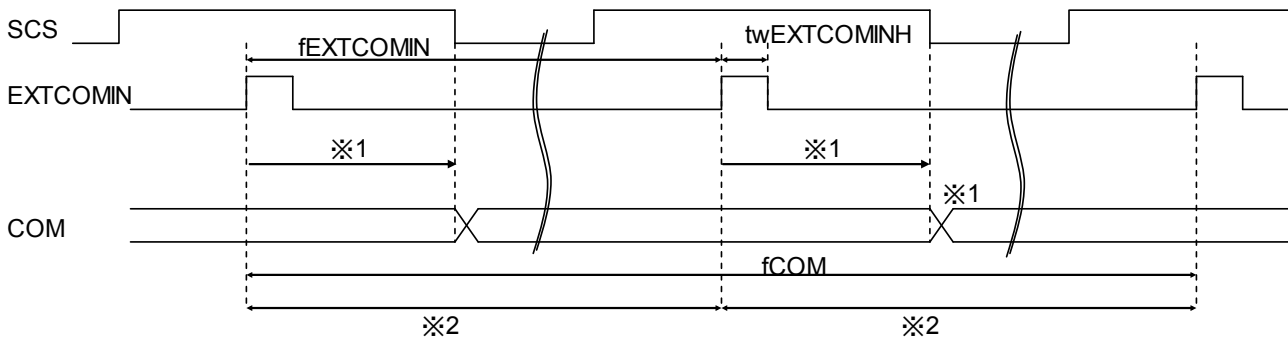 SCS
fEXTCOMIN
twEXTCOMINH
EXTCOMIN
※1
※1
※1
COM
fCOM
※2
※2